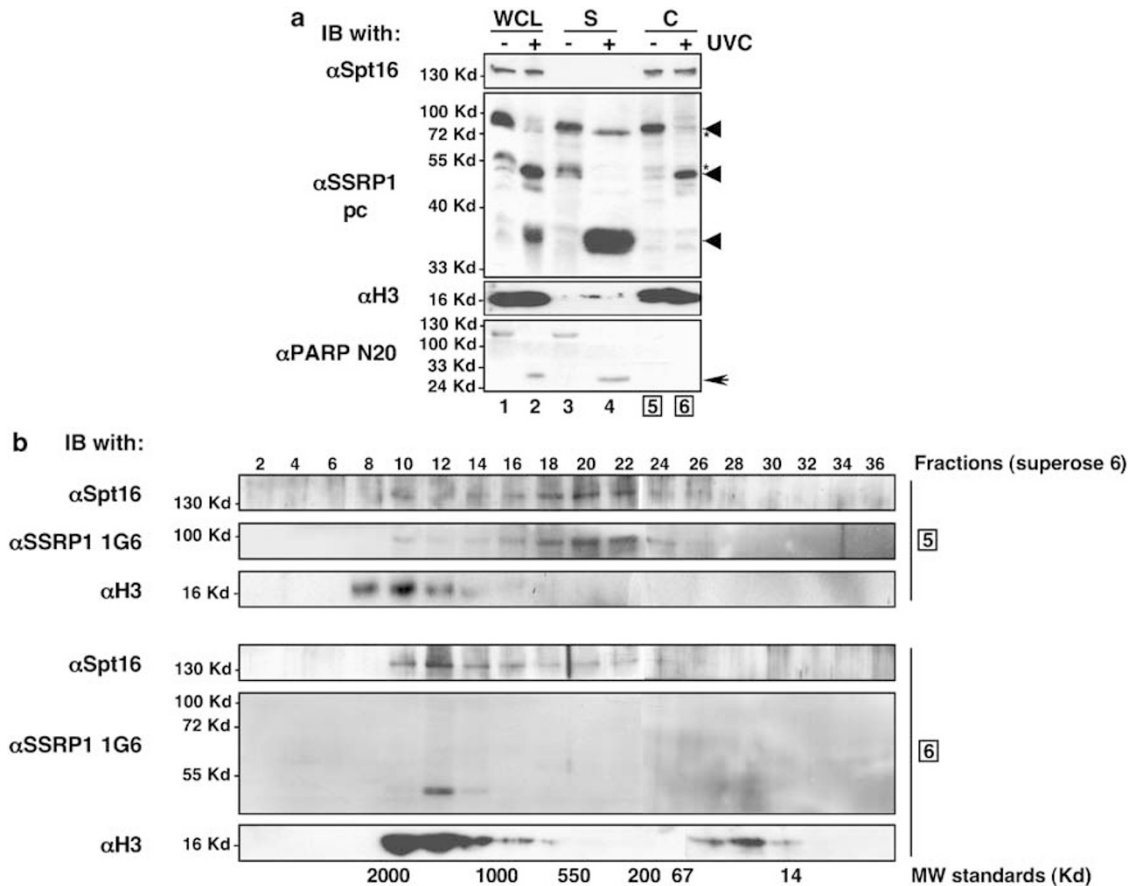 a
WCL S C
IB with: - + - + - + UVC
αSpt16 130 Kd
100 Kd
72 Kd *
55 Kd *
αSSRP1 pc
40 Kd
33 Kd
αH3 16 Kd
130 Kd
100 Kd
αPARP N20
33 Kd
24 Kd
1 2 3 4 5 6
b IB with:
2 4 6 8 10 12 14 16 18 20 22 24 26 28 30 32 34 36 Fractions (superose 6)
αSpt16 130 Kd
αSSRP1 1G6 100 Kd 5
αH3 16 Kd
αSpt16 130 Kd
100 Kd
72 Kd
αSSRP1 1G6 6
55 Kd
αH3 16 Kd
2000 1000 550 200 67 14 MW standards (Kd)